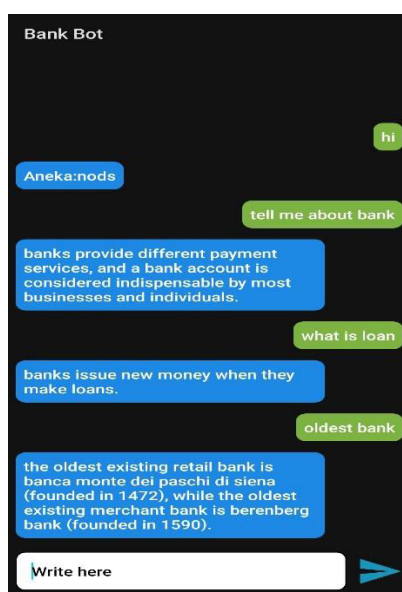 Bank Bot
hi
Aneka:nods
tell me about bank
banks provide different payment
services, and a bank account is
considered indispensable by most
businesses and individuals.
what is loan
banks issue new money when they
make loans.
oldest bank
the oldest existing retail bank is
banca monte dei paschi di siena
(founded in 1472), while the oldest
existing merchant bank is berenberg
bank (founded in 1590).
Write here